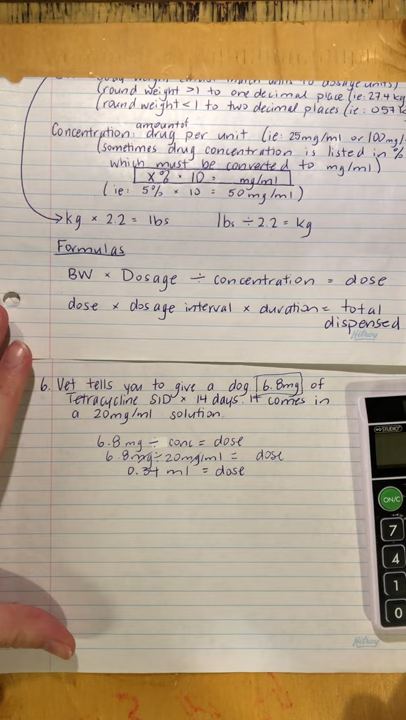 (round weight >1 to one decimal place (ie: 27.4 kg
(round weight <1 to two decimal places (ie: 0.57 k
amount of
Concentration: drug per unit (ie: 25mg/ml or 100mg/
(sometimes drug concentration is listed in %
which must be converted to mg/ml)
X% × 10 = __ mg/ml
(ie: 5% × 10 = 50mg/ml)
kg × 2.2 = lbs lbs ÷ 2.2 = kg
Formulas
BW × Dosage ÷ concentration = dose
dose × dosage interval × duration = total
dispensed
Hilroy
6. Vet tells you to give a dog 6.8mg of
Tetracycline SID × 14 days. It comes in
a 20mg/ml solution.
6.8mg ÷ conc = dose
6.8mg ÷ 20mg/ml = dose
0.34 ml = dose
STUDIO
ON/C
7
4
1
0
Hilroy